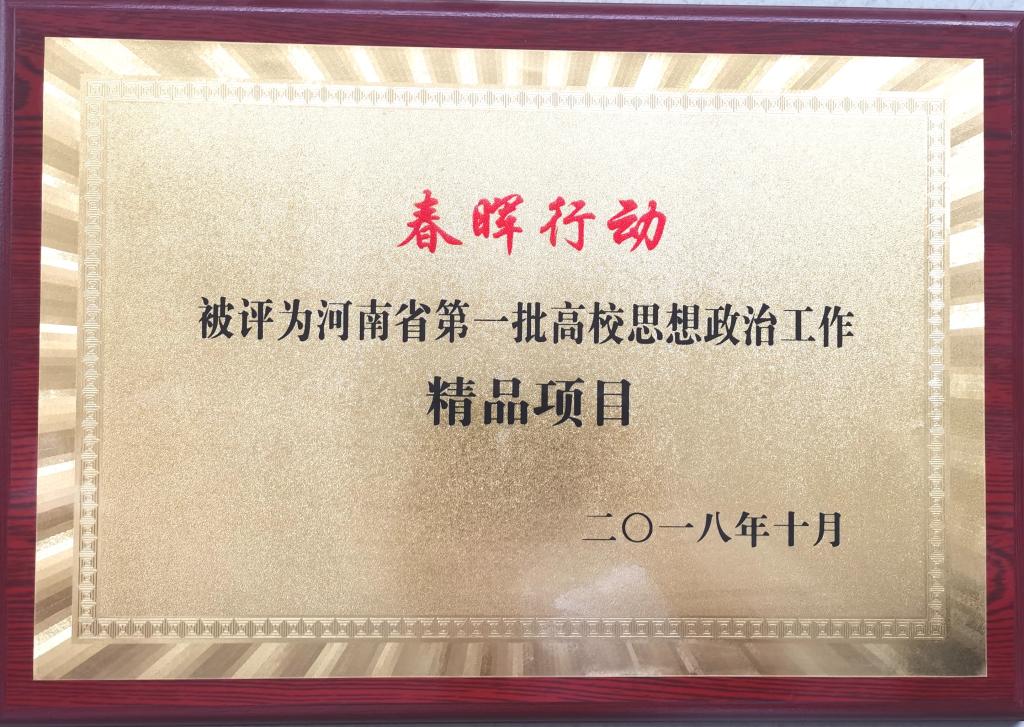 春晖行动
被评为河南省第一批高校思想政治工作
精品项目
二〇一八年十月